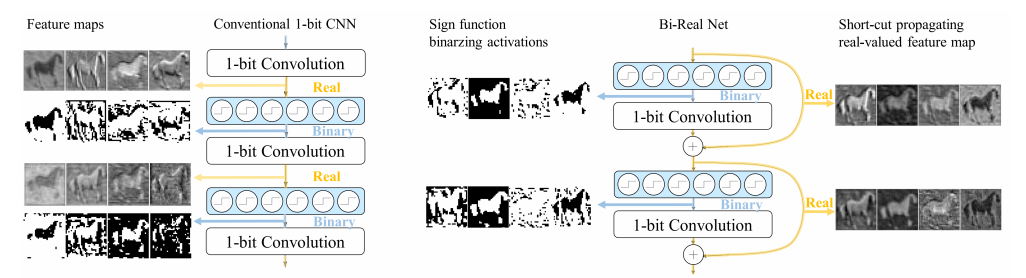 Feature maps
Conventional 1-bit CNN
1-bit Convolution
Real
Binary
1-bit Convolution
Real
Binary
1-bit Convolution
Sign function
binarzing activations
Bi-Real Net
Short-cut propagating
real-valued feature map
Binary
Real
1-bit Convolution
+
Binary
Real
1-bit Convolution
+